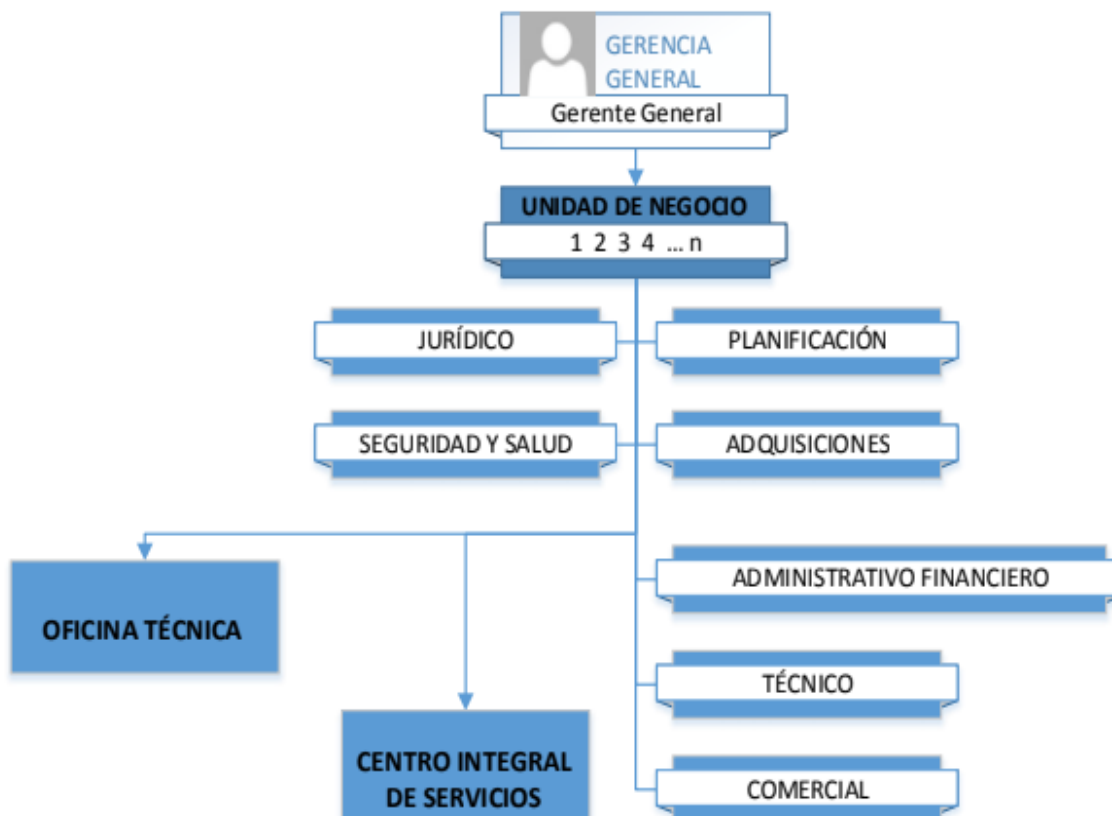 GERENCIA
GENERAL
Gerente General
UNIDAD DE NEGOCIO
1 2 3 4 ... n
JURÍDICO
PLANIFICACIÓN
SEGURIDAD Y SALUD
ADQUISICIONES
ADMINISTRATIVO FINANCIERO
OFICINA TÉCNICA
TÉCNICO
CENTRO INTEGRAL
DE SERVICIOS
COMERCIAL